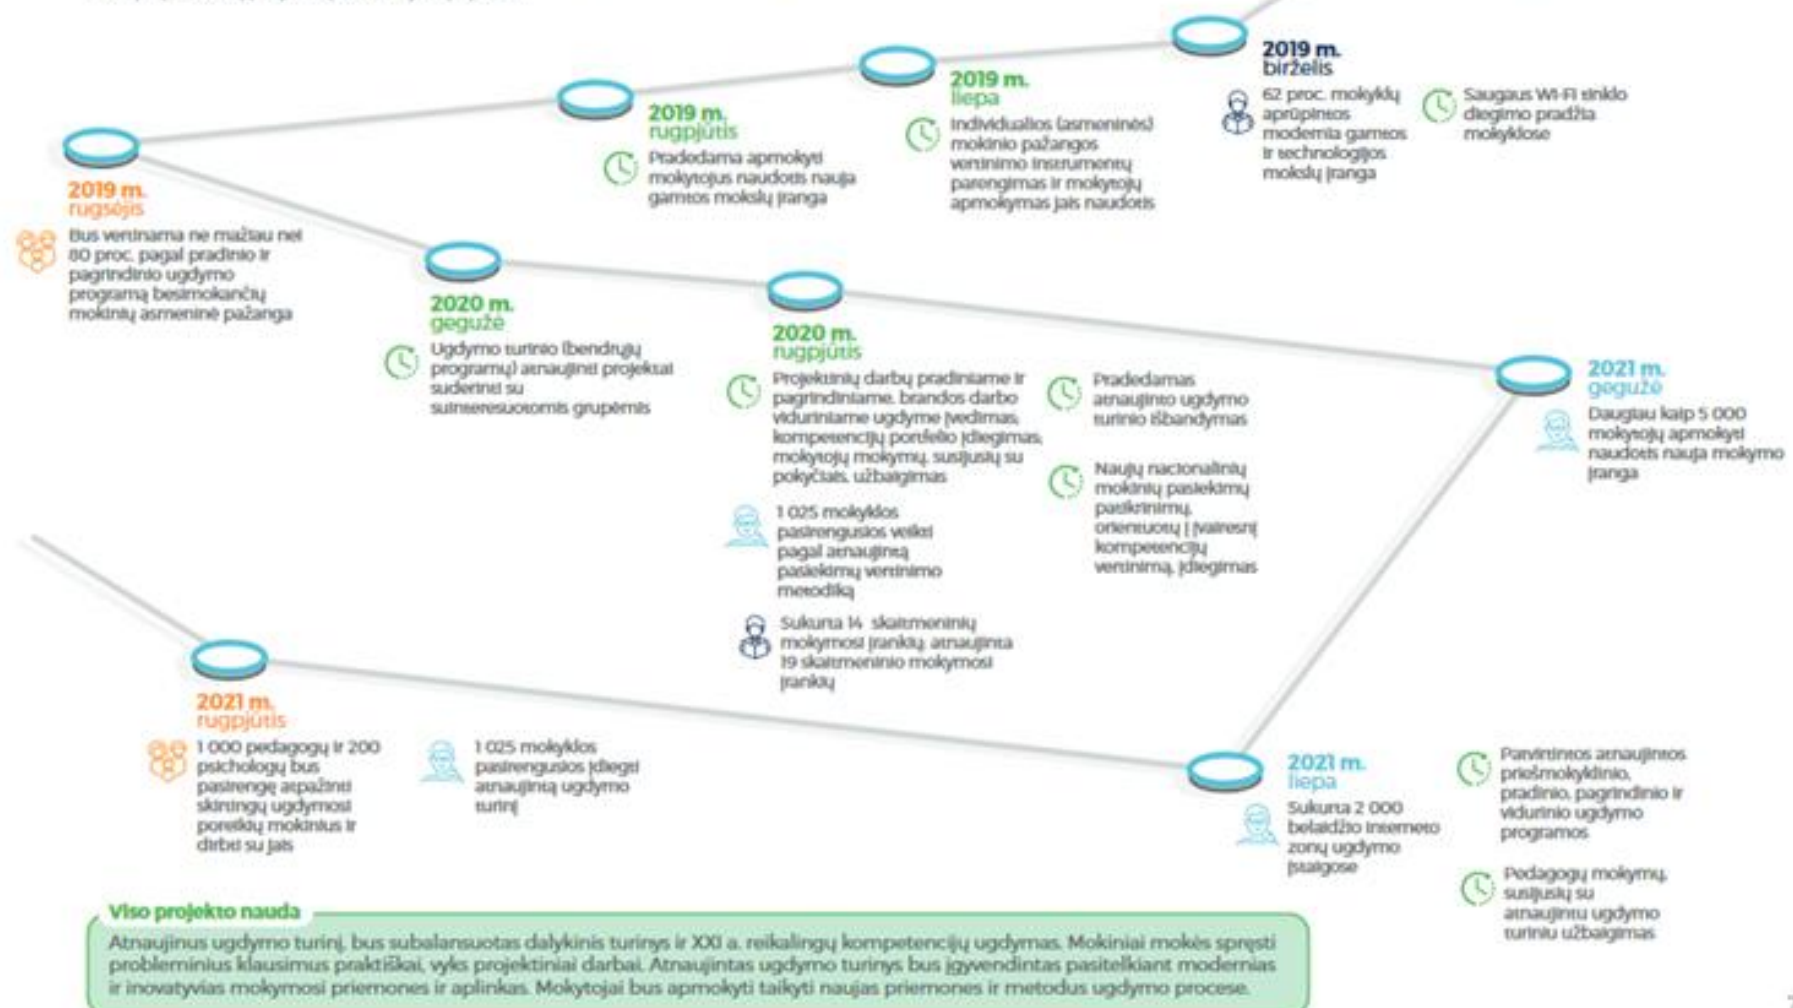 2019 m.
birželis
62 proc. mokyklų
aprūpintos
modernia gamtos
ir technologijos
mokslų įranga
Saugaus WI-FI tinklo
diegimo pradžia
mokyklose
2019 m.
liepa
Individualios (asmeninės)
mokinio pažangos
vertinimo instrumentų
parengimas ir mokytojų
apmokymas jais naudotis
2019 m.
rugpjūtis
Pradedama apmokyti
mokytojus naudotis nauja
gamtos mokslų įranga
2019 m.
rugsėjis
Bus vertinama ne mažiau nei
80 proc. pagal pradinio ir
pagrindinio ugdymo
programą besimokančių
mokinių asmeninė pažanga
2020 m.
gegužė
Ugdymo turinio (bendrųjų
programų) atnaujinti projektai
suderinti su
suinteresuotomis grupėmis
2020 m.
rugpjūtis
Projektinių darbų pradiniame ir
pagrindiniame, brandos darbo
viduriniame ugdyme įvedimas,
kompetencijų portfelio įdiegimas,
mokytojų mokymų, susijusių su
pokyčiais, užbaigimas
1 025 mokyklos
pasirengusios veikti
pagal atnaujintą
pasiekimų vertinimo
metodiką
Sukurta 14 skaitmeninių
mokymosi įrankių, atnaujinta
19 skaitmeninio mokymosi
įrankių
Pradedamas
atnaujinto ugdymo
turinio išbandymas
Naujų nacionalinių
mokinių pasiekimų
patikrinimų,
orientuotų į įvairesnį
kompetencijų
vertinimą, įdiegimas
2021 m.
gegužė
Daugiau kaip 5 000
mokytojų apmokyti
naudotis nauja mokymo
įranga
2021 m.
liepa
Sukurta 2 000
belaidžio interneto
zonų ugdymo
įstaigose
Patvirtintos atnaujintos
priešmokyklinio,
pradinio, pagrindinio ir
vidurinio ugdymo
programos
Pedagogų mokymų,
susijusių su
atnaujintu ugdymo
turiniu užbaigimas
2021 m.
rugpjūtis
1 000 pedagogų ir 200
psichologų bus
pasirengę atpažinti
skirtingų ugdymosi
poreikių mokinius ir
dirbti su jais
1 025 mokyklos
pasirengusios įdiegti
atnaujintą ugdymo
turinį
Viso projekto nauda
Atnaujinus ugdymo turinį, bus subalansuotas dalykinis turinys ir XXI a. reikalingų kompetencijų ugdymas. Mokiniai mokės spręsti
probleminius klausimus praktiškai, vyks projektiniai darbai. Atnaujintas ugdymo turinys bus įgyvendintas pasitelkiant modernias
ir inovatyvias mokymosi priemones ir aplinkas. Mokytojai bus apmokyti taikyti naujas priemones ir metodus ugdymo procese.